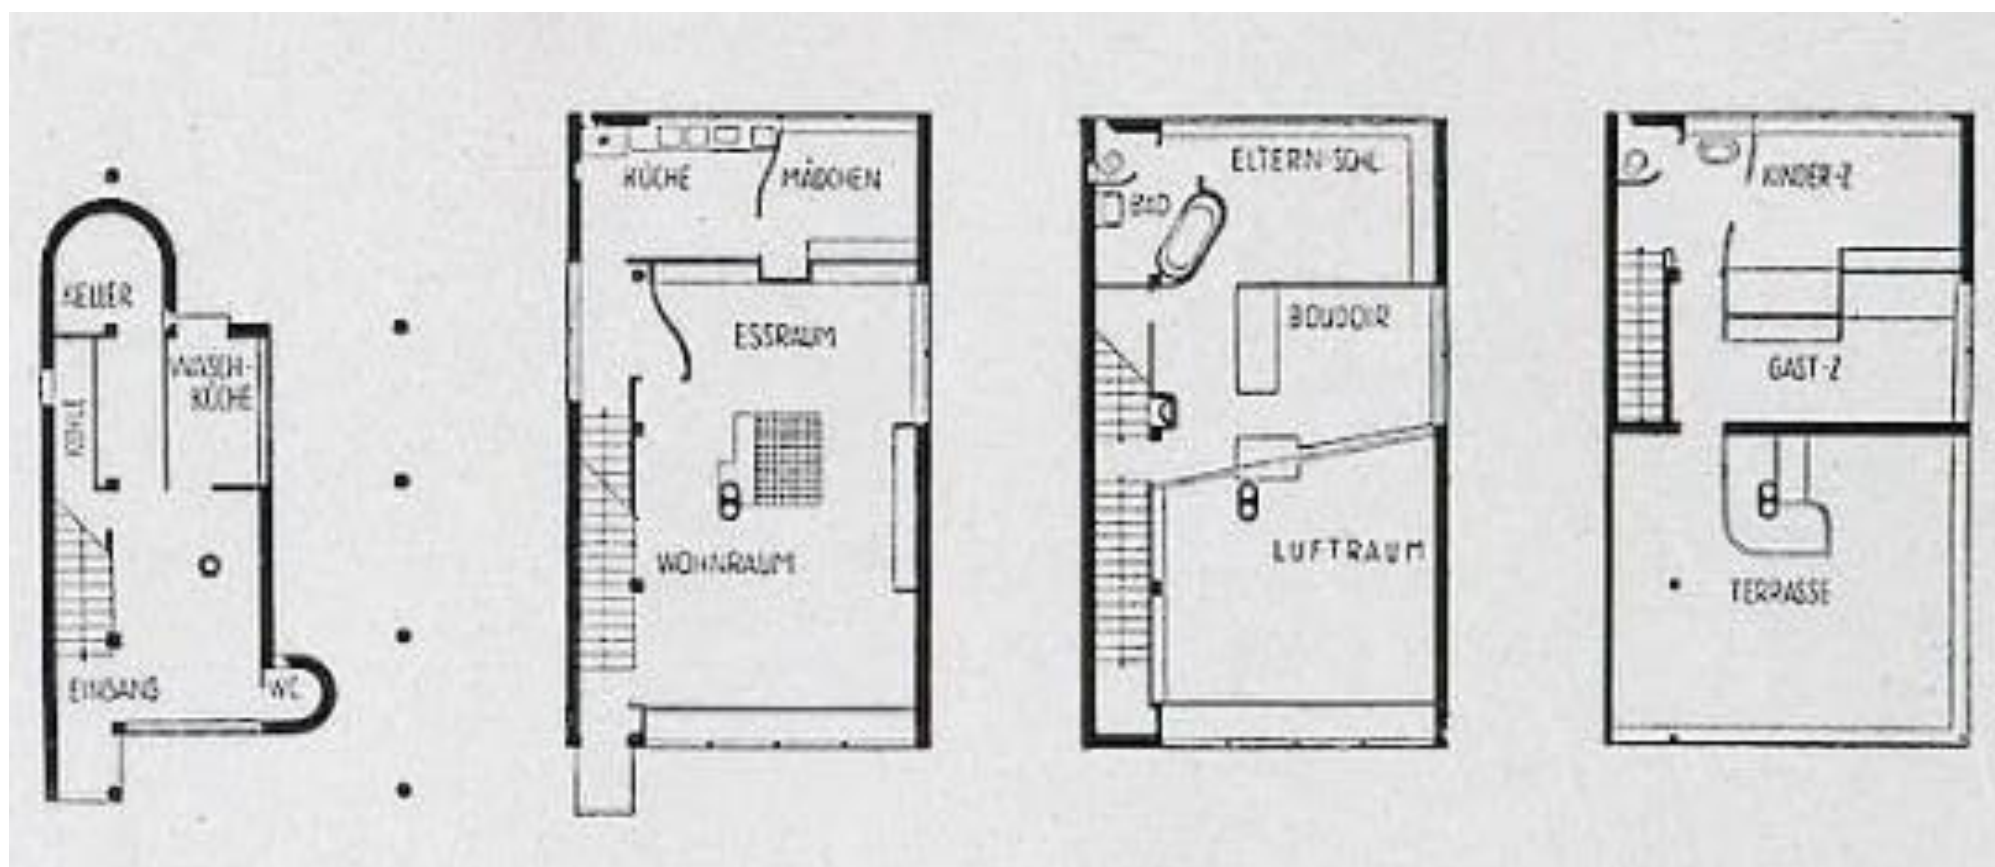 KELLER
WASCH-
KÜCHE
KOHLE
EINGANG
WC
KÜCHE
MÄDCHEN
ESSRAUM
WOHNRAUM
ELTERN-SCHL
BAD
BOUDOIR
LUFTRAUM
KINDER-Z
GAST-Z
TERRASSE